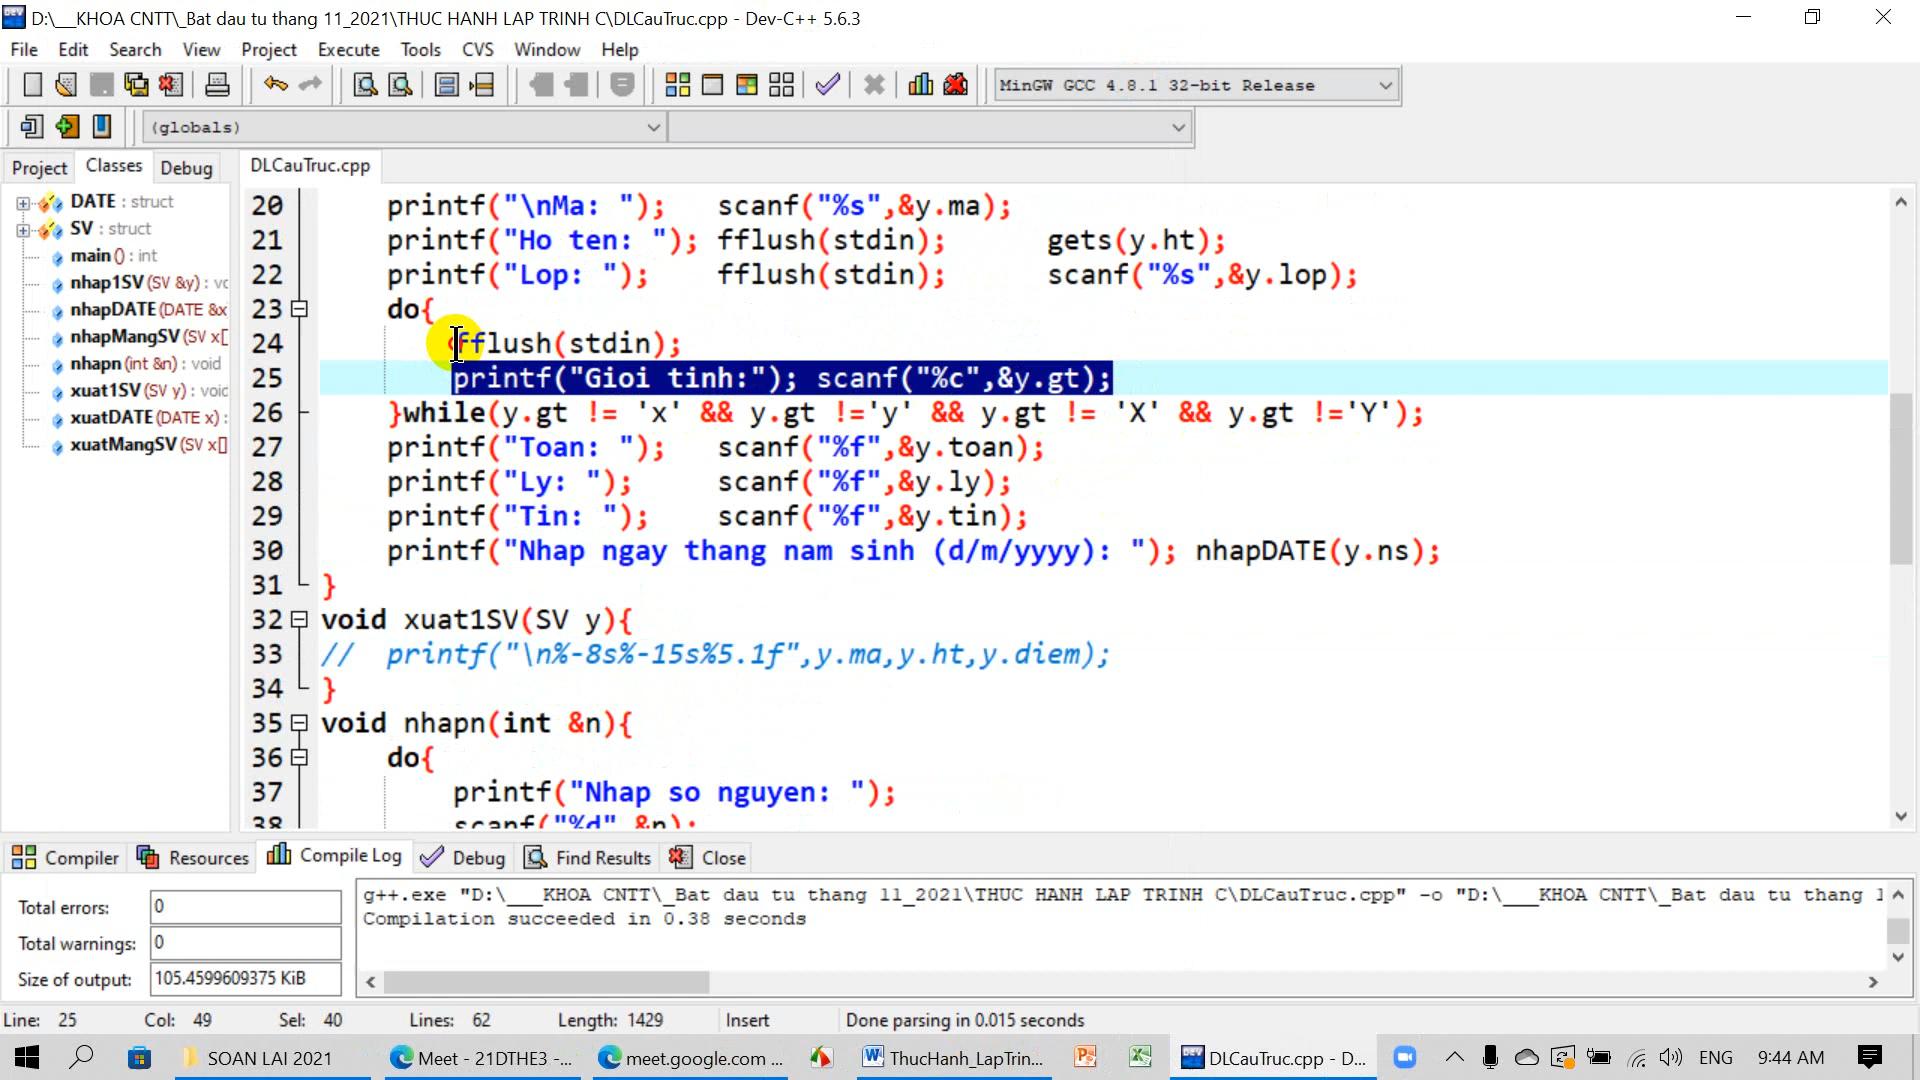 D:\___KHOA CNTT\_Bat dau tu thang 11_2021\THUC HANH LAP TRINH C\DLCauTruc.cpp - Dev-C++ 5.6.3
File Edit Search View Project Execute Tools CVS Window Help
MinGW GCC 4.8.1 32-bit Release
(globals)
Project Classes Debug DLCauTruc.cpp
DATE : struct
SV : struct
main () : int
nhap1SV (SV &y) : vc
nhapDATE (DATE &x
nhapMangSV (SV x[
nhapn (int &n) : void
xuat1SV (SV y) : void
xuatDATE (DATE x) :
xuatMangSV (SV x[]
20 printf("\nMa: "); scanf("%s",&y.ma);
21 printf("Ho ten: "); fflush(stdin); gets(y.ht);
22 printf("Lop: "); fflush(stdin); scanf("%s",&y.lop);
23 do{
24 fflush(stdin);
25 printf("Gioi tinh:"); scanf("%c",&y.gt);
26 }while(y.gt != 'x' && y.gt !='y' && y.gt != 'X' && y.gt !='Y');
27 printf("Toan: "); scanf("%f",&y.toan);
28 printf("Ly: "); scanf("%f",&y.ly);
29 printf("Tin: "); scanf("%f",&y.tin);
30 printf("Nhap ngay thang nam sinh (d/m/yyyy): "); nhapDATE(y.ns);
31 }
32 void xuat1SV(SV y){
33 // printf("\n%-8s%-15s%5.1f",y.ma,y.ht,y.diem);
34 }
35 void nhapn(int &n){
36 do{
37 printf("Nhap so nguyen: ");
38 scanf("%d",&n);
Compiler Resources Compile Log Debug Find Results Close
Total errors: 0
Total warnings: 0
Size of output: 105.4599609375 KiB
g++.exe "D:\___KHOA CNTT\_Bat dau tu thang 11_2021\THUC HANH LAP TRINH C\DLCauTruc.cpp" -o "D:\___KHOA CNTT\_Bat dau tu thang 1
Compilation succeeded in 0.38 seconds
Line: 25 Col: 49 Sel: 40 Lines: 62 Length: 1429 Insert Done parsing in 0.015 seconds
SOAN LAI 2021 Meet - 21DTHE3 -... meet.google.com ... ThucHanh_LapTrin... DLCauTruc.cpp - D... ENG 9:44 AM